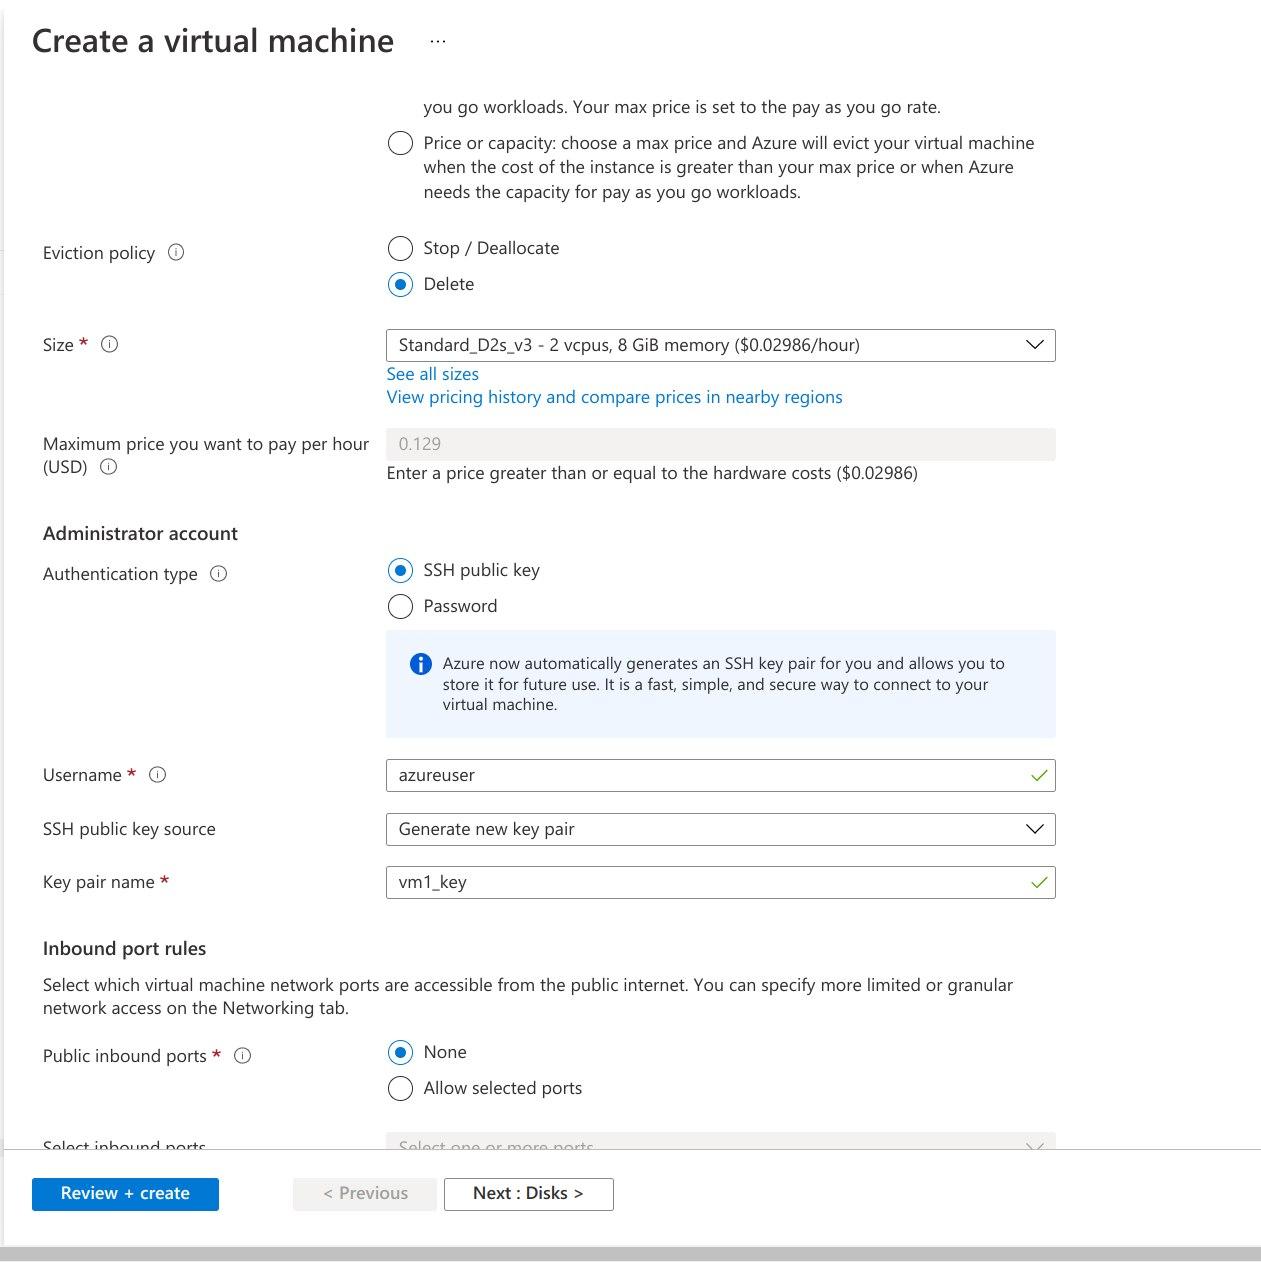 Create a virtual machine ...
you go workloads. Your max price is set to the pay as you go rate.
Price or capacity: choose a max price and Azure will evict your virtual machine
when the cost of the instance is greater than your max price or when Azure
needs the capacity for pay as you go workloads.
Eviction policy
Stop / Deallocate
Delete
Size *
Standard_D2s_v3 - 2 vcpus, 8 GiB memory ($0.02986/hour)
See all sizes
View pricing history and compare prices in nearby regions
Maximum price you want to pay per hour
(USD)
0.129
Enter a price greater than or equal to the hardware costs ($0.02986)
Administrator account
Authentication type
SSH public key
Password
Azure now automatically generates an SSH key pair for you and allows you to
store it for future use. It is a fast, simple, and secure way to connect to your
virtual machine.
Username *
azureuser
SSH public key source
Generate new key pair
Key pair name *
vm1_key
Inbound port rules
Select which virtual machine network ports are accessible from the public internet. You can specify more limited or granular
network access on the Networking tab.
Public inbound ports *
None
Allow selected ports
Select inbound ports
Select one or more ports
Review + create
< Previous
Next : Disks >